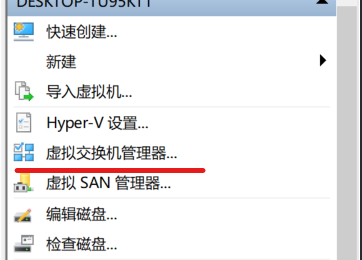 DESKTOP-1U95KT1
快速创建...
新建
导入虚拟机...
Hyper-V 设置...
虚拟交换机管理器...
虚拟 SAN 管理器...
编辑磁盘...
检查磁盘...